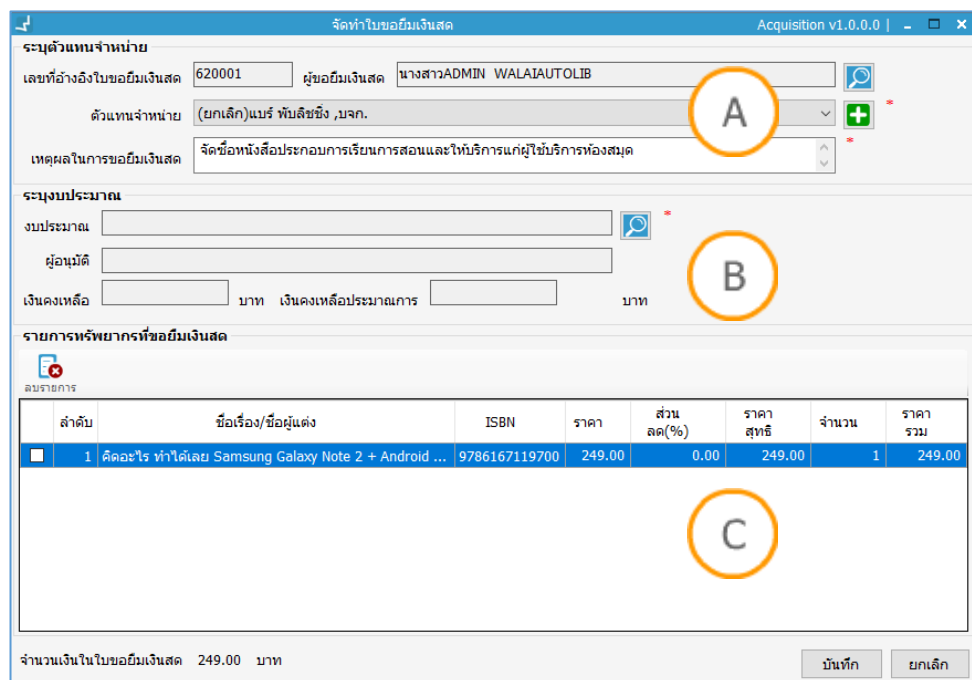 จัดทำใบขอยืมเงินสด Acquisition v1.0.0.0 |
ระบุตัวแทนจำหน่าย
เลขที่อ้างอิงใบขอยืมเงินสด 620001 ผู้ขอยืมเงินสด นางสาวADMIN WALAIAUTOLIB
ตัวแทนจำหน่าย (ยกเลิก)แบร์ พับลิชชิ่ง ,บจก. *
เหตุผลในการขอยืมเงินสด จัดซื้อหนังสือประกอบการเรียนการสอนและให้บริการแก่ผู้ใช้บริการห้องสมุด *
A
ระบุงบประมาณ
งบประมาณ *
ผู้อนุมัติ
B
เงินคงเหลือ บาท เงินคงเหลือประมาณการ บาท
รายการทรัพยากรที่ขอยืมเงินสด
ลบรายการ
ลำดับ ชื่อเรื่อง/ชื่อผู้แต่ง ISBN ราคา ส่วนลด(%) ราคาสุทธิ จำนวน ราคารวม
1 คิดอะไร ทำได้เลย Samsung Galaxy Note 2 + Android ... 9786167119700 249.00 0.00 249.00 1 249.00
C
จำนวนเงินในใบขอยืมเงินสด 249.00 บาท
บันทึก ยกเลิก